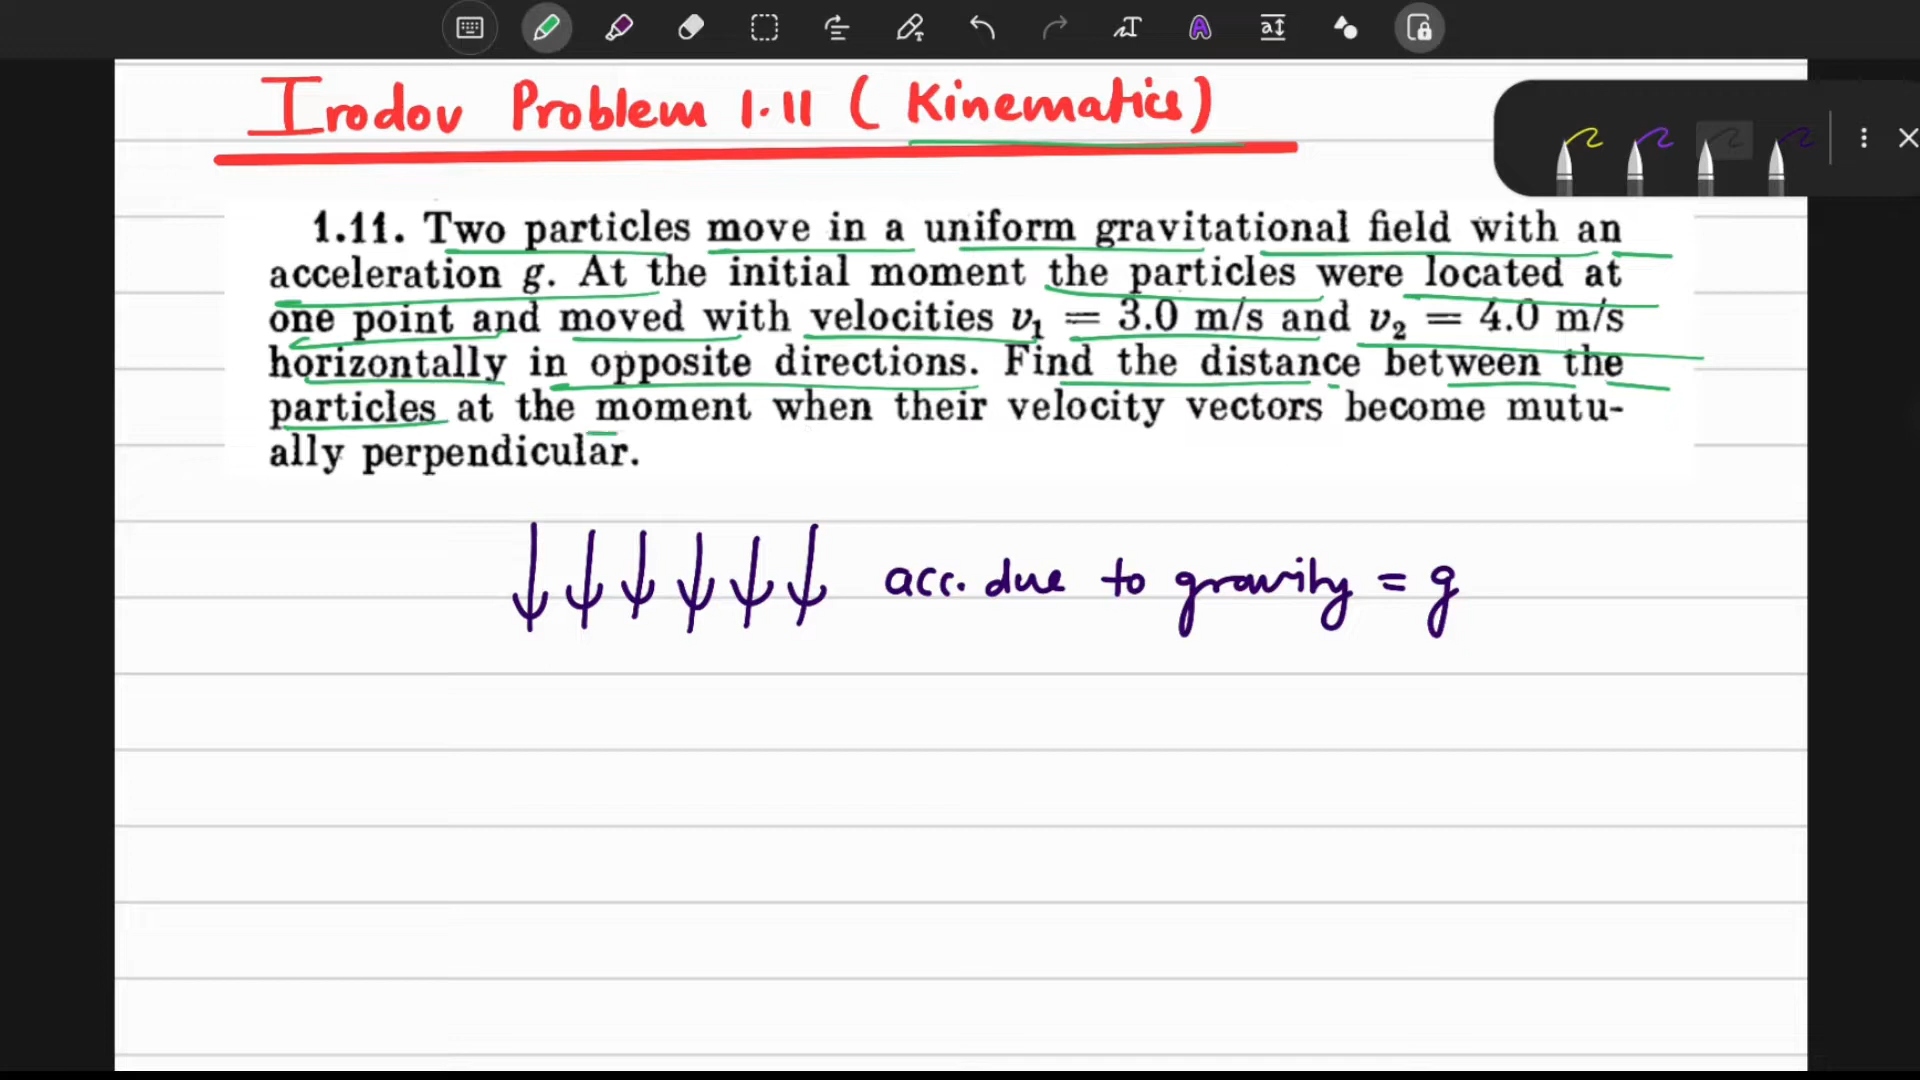 Irodov Problem 1.11 ( Kinematics )
1.11. Two particles move in a uniform gravitational field with an
acceleration g. At the initial moment the particles were located at
one point and moved with velocities v₁ = 3.0 m/s and v₂ = 4.0 m/s
horizontally in opposite directions. Find the distance between the
particles at the moment when their velocity vectors become mutu-
ally perpendicular.
acc. due to gravity = g